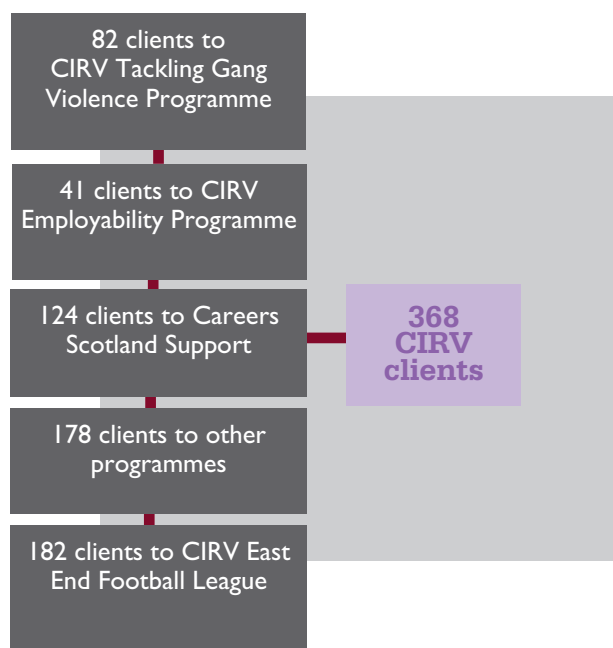 82 clients to
CIRV Tackling Gang
Violence Programme
41 clients to CIRV
Employability Programme
124 clients to Careers
Scotland Support
368
CIRV
clients
178 clients to other
programmes
182 clients to CIRV East
End Football League